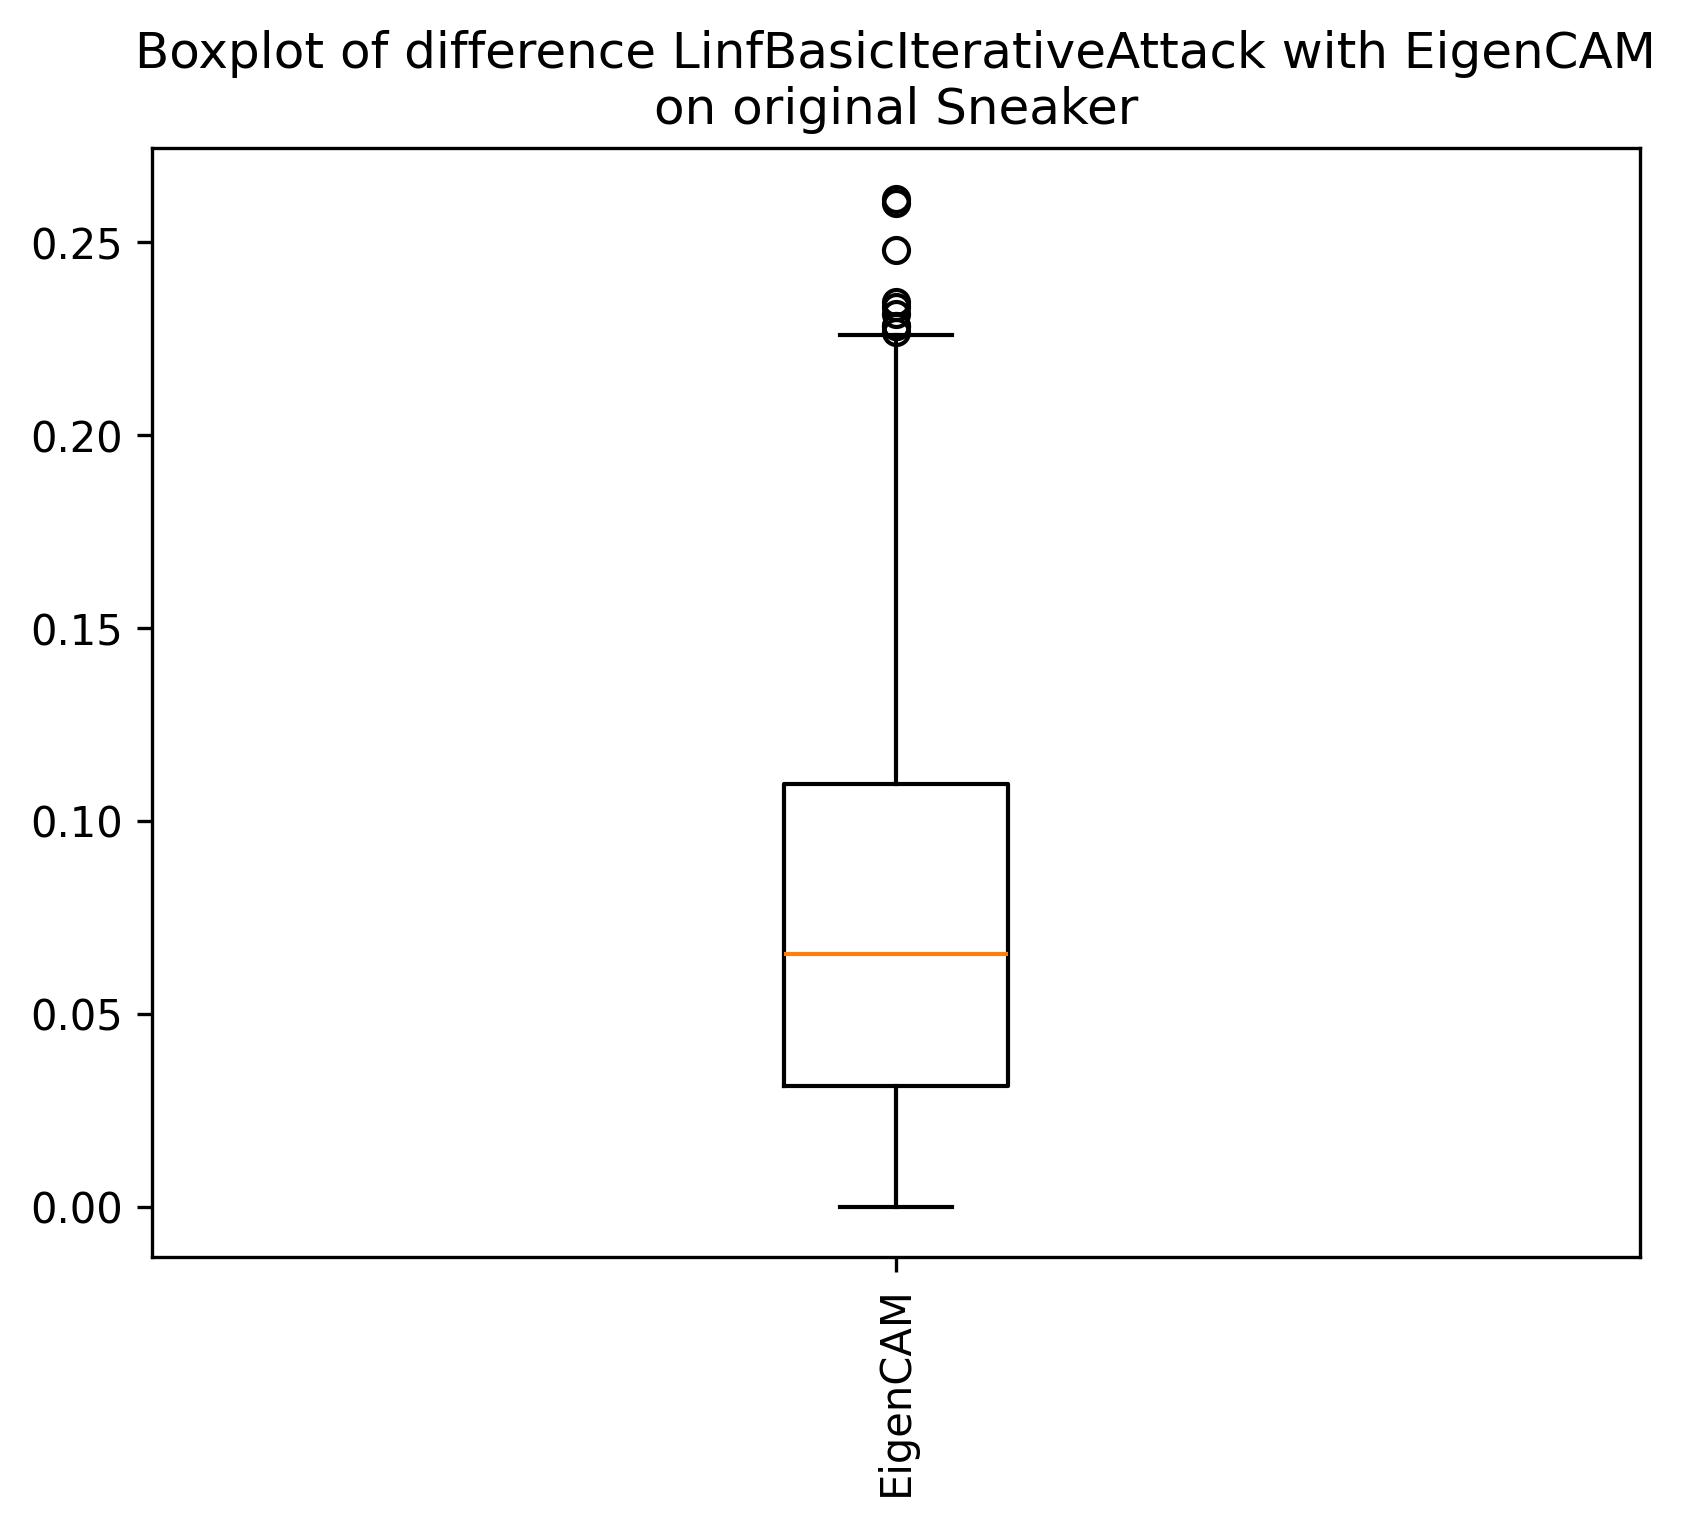 Boxplot of difference LinfBasicIterativeAttack with EigenCAM
on original Sneaker
0.25
0.20
0.15
0.10
0.05
0.00
EigenCAM